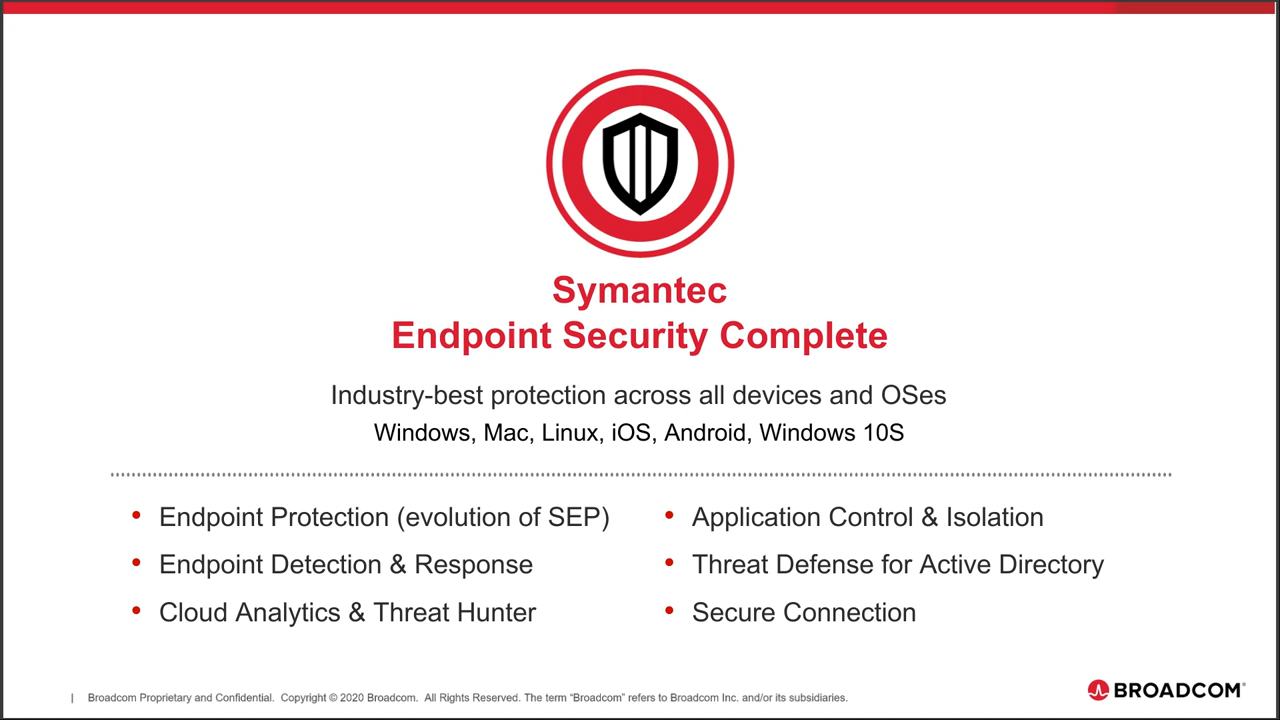 Symantec
Endpoint Security Complete
Industry-best protection across all devices and OSes
Windows, Mac, Linux, iOS, Android, Windows 10S
• Endpoint Protection (evolution of SEP)
• Endpoint Detection & Response
• Cloud Analytics & Threat Hunter
• Application Control & Isolation
• Threat Defense for Active Directory
• Secure Connection
| Broadcom Proprietary and Confidential. Copyright © 2020 Broadcom. All Rights Reserved. The term “Broadcom” refers to Broadcom Inc. and/or its subsidiaries.
BROADCOM®